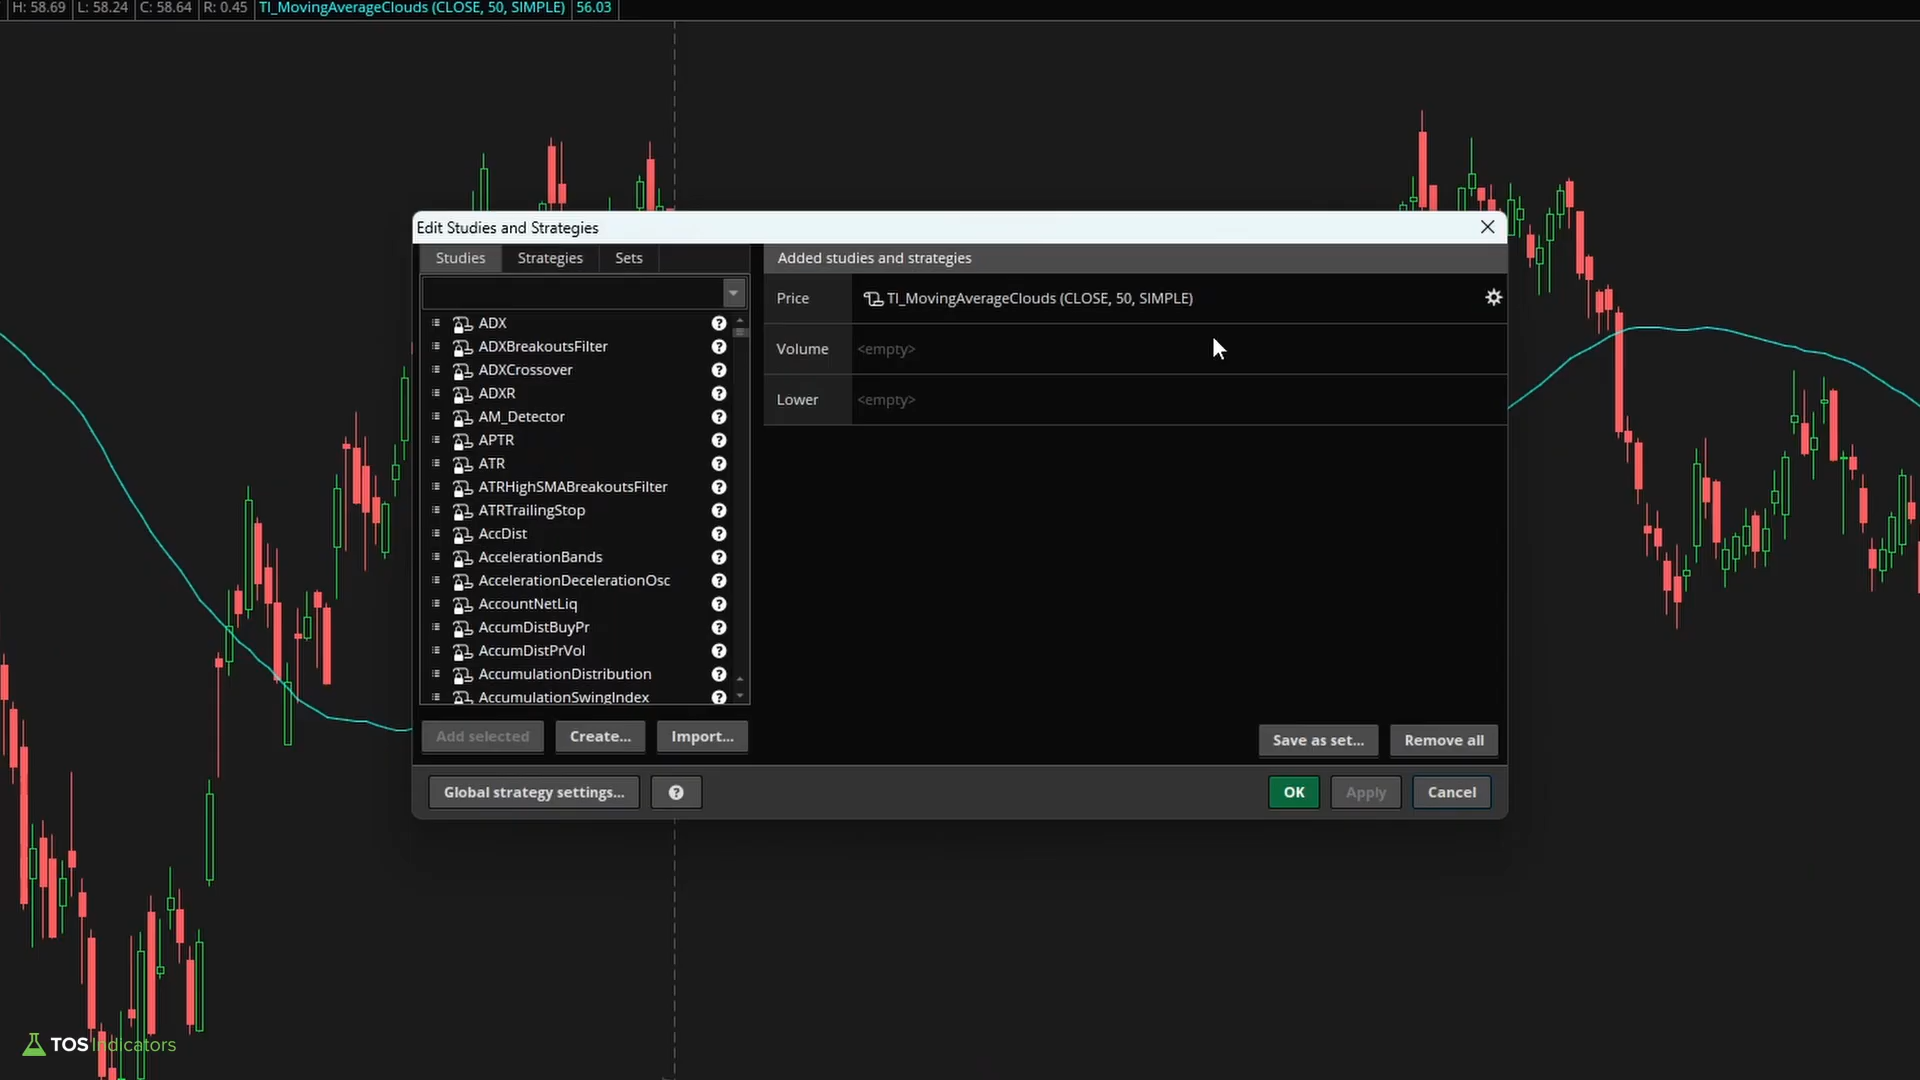 H: 58.69 L: 58.24 C: 58.64 R: 0.45 TI_MovingAverageClouds (CLOSE, 50, SIMPLE) 56.03
Edit Studies and Strategies
Studies Strategies Sets
ADX
ADXBreakoutsFilter
ADXCrossover
ADXR
AM_Detector
APTR
ATR
ATRHighSMABreakoutsFilter
ATRTrailingStop
AccDist
AccelerationBands
AccelerationDecelerationOsc
AccountNetLiq
AccumDistBuyPr
AccumDistPrVol
AccumulationDistribution
AccumulationSwingIndex
Add selected Create... Import...
Added studies and strategies
Price TI_MovingAverageClouds (CLOSE, 50, SIMPLE)
Volume <empty>
Lower <empty>
Save as set... Remove all
Global strategy settings... ?
OK Apply Cancel
TOS Indicators